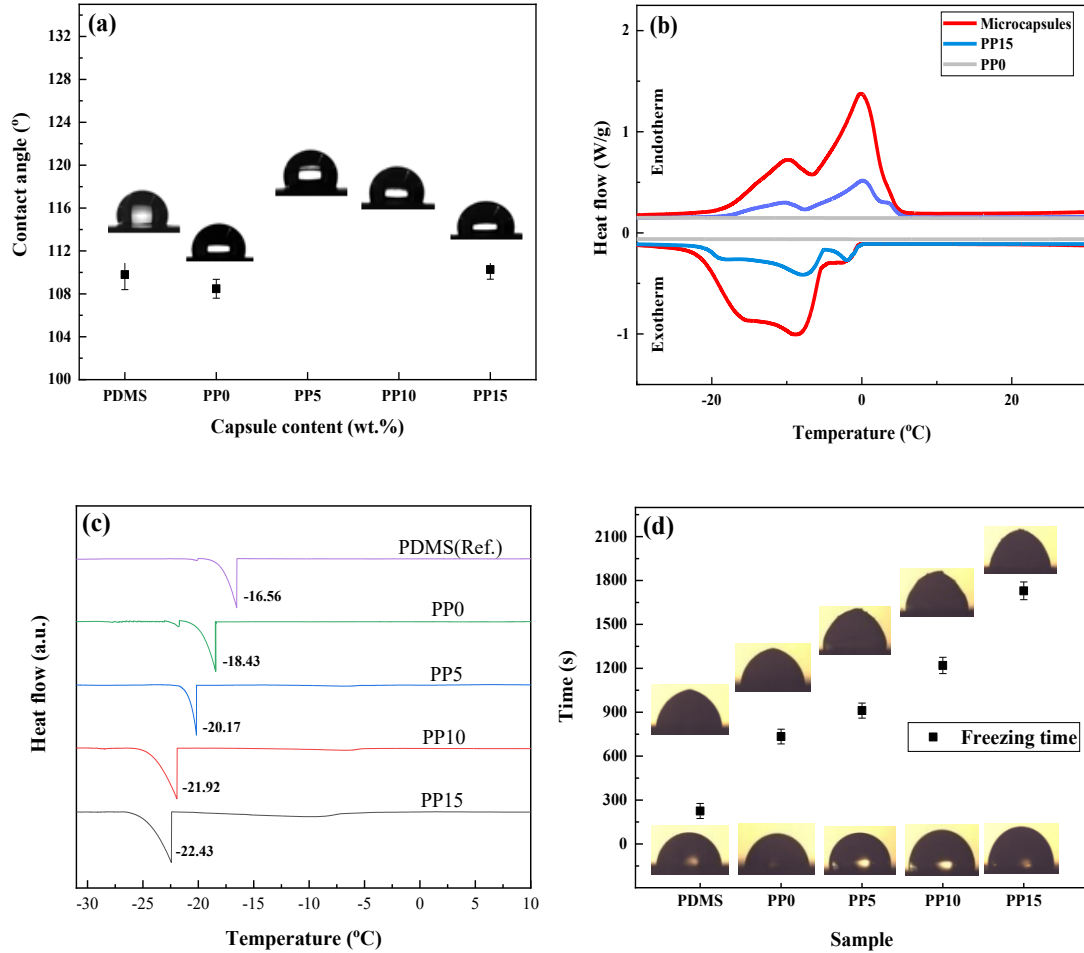 (a)
132
128
124
120
116
112
108
104
100
Contact angle (º)
PDMS PP0 PP5 PP10 PP15
Capsule content (wt.%)
(b)
Microcapsules
PP15
PP0
2
1
0
-1
Heat flow (W/g)
Endotherm
Exotherm
-20 0 20
Temperature (ºC)
(c)
PDMS(Ref.)
-16.56
PP0
-18.43
PP5
-20.17
PP10
-21.92
PP15
-22.43
Heat flow (a.u.)
-30 -25 -20 -15 -10 -5 0 5 10
Temperature (ºC)
(d)
2100
1800
1500
1200
900
600
300
0
Time (s)
Freezing time
PDMS PP0 PP5 PP10 PP15
Sample